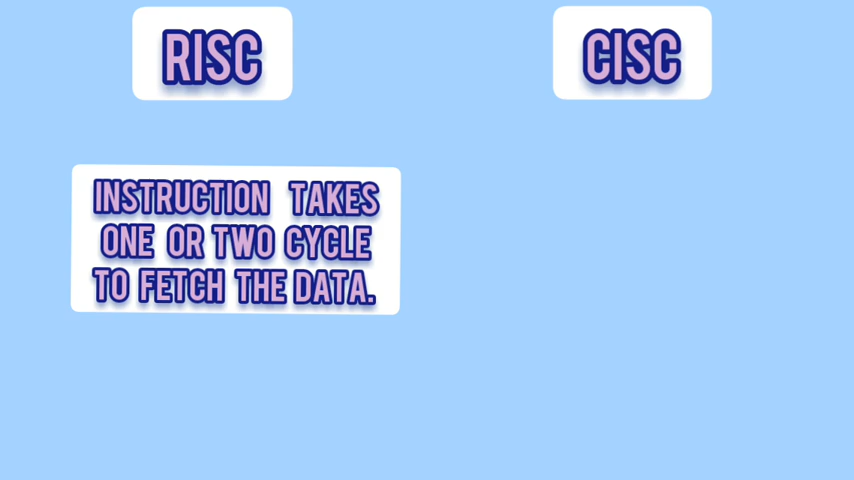 RISC
CISC
INSTRUCTION TAKES
ONE OR TWO CYCLE
TO FETCH THE DATA.